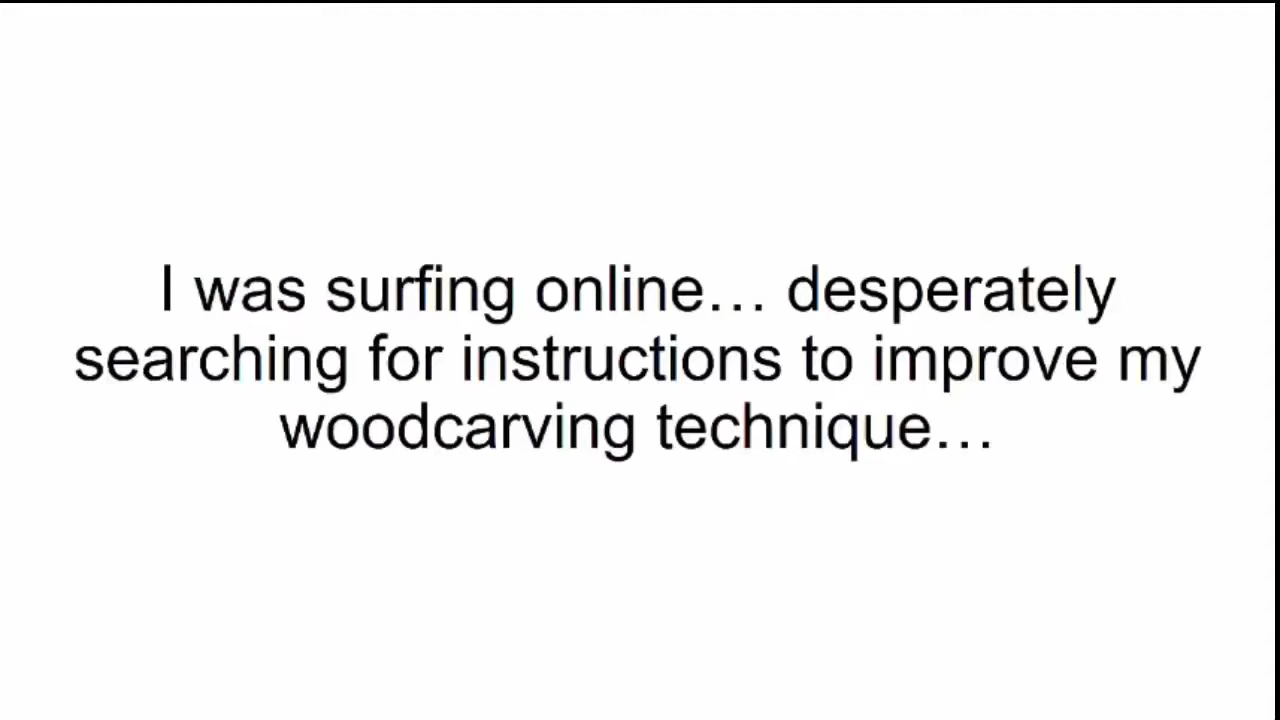 I was surfing online… desperately
searching for instructions to improve my
woodcarving technique…